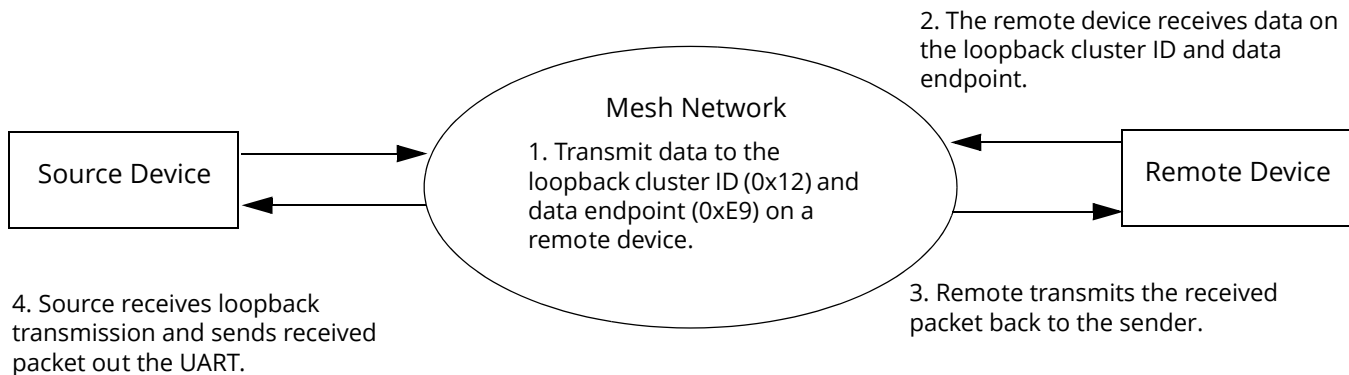 2. The remote device receives data on
the loopback cluster ID and data
endpoint.
Mesh Network
1. Transmit data to the
loopback cluster ID (0x12) and
data endpoint (0xE9) on a
remote device.
Source Device
Remote Device
3. Remote transmits the received
packet back to the sender.
4. Source receives loopback
transmission and sends received
packet out the UART.